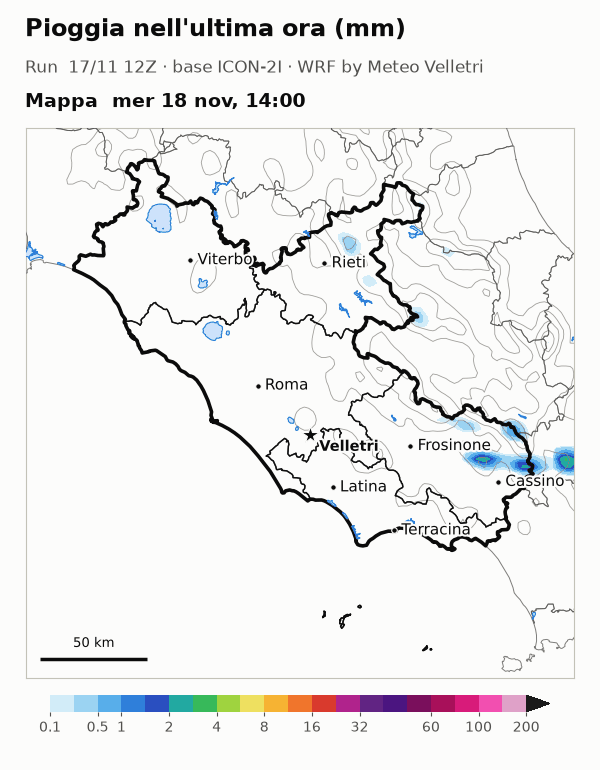 Pioggia nell'ultima ora (mm)
Run  17/11 12Z · base ICON-2I · WRF by Meteo Velletri
Mappa  mer 18 nov, 14:00
Viterbo
Rieti
Roma
Velletri
Frosinone
Latina
Cassino
Terracina
50 km
0.1 0.5 1 2 4 8 16 32 60 100 200